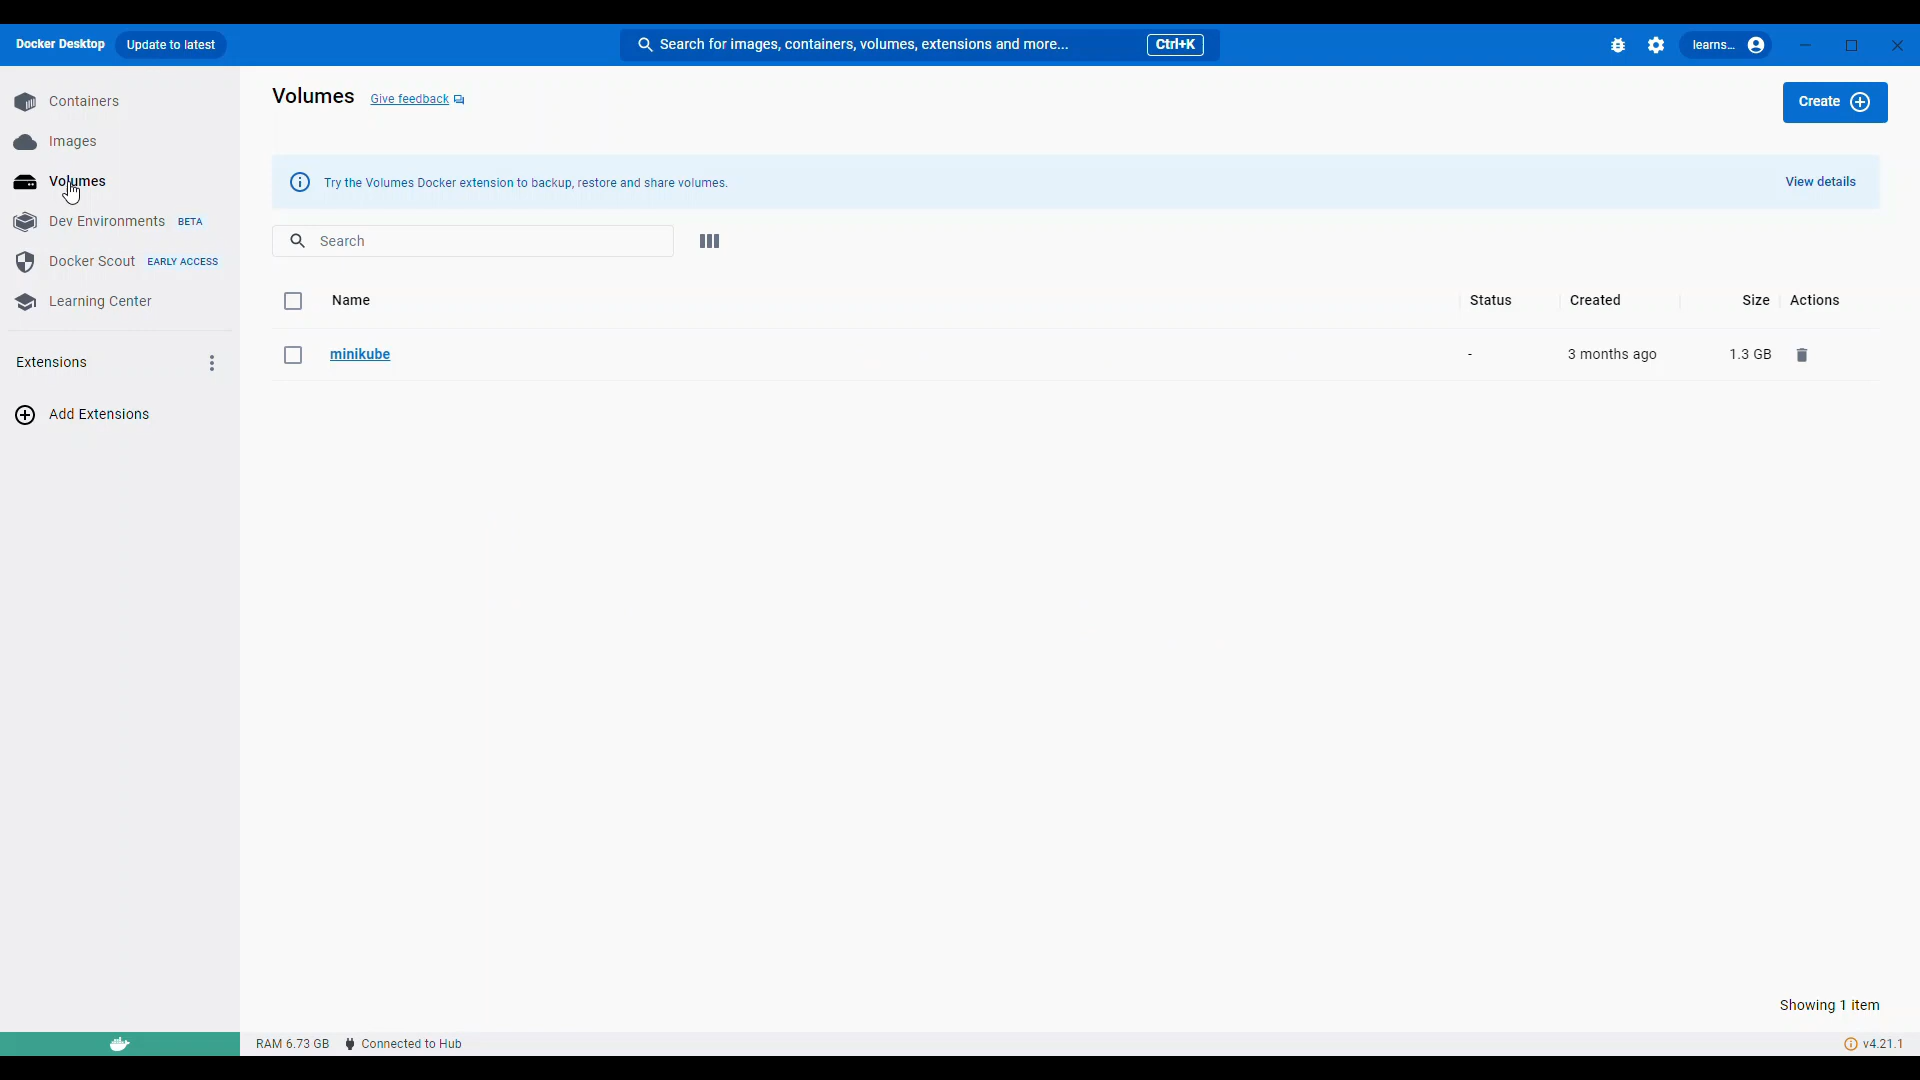 Docker Desktop Update to latest Search for images, containers, volumes, extensions and more... Ctrl+K learns...
Containers
Images
Volumes
Dev Environments BETA
Docker Scout EARLY ACCESS
Learning Center
Extensions
Add Extensions
Volumes Give feedback
Create
Try the Volumes Docker extension to backup, restore and share volumes. View details
Search
Name Status Created Size Actions
minikube - 3 months ago 1.3 GB
Showing 1 item
RAM 6.73 GB Connected to Hub v4.21.1